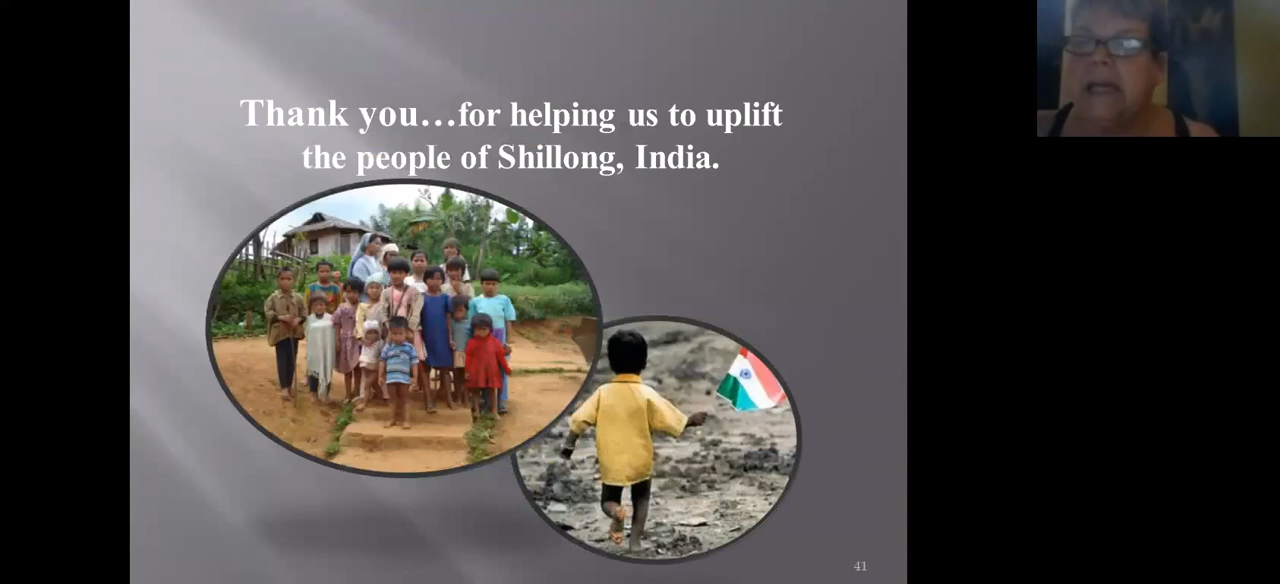 Thank you…for helping us to uplift
the people of Shillong, India.
41